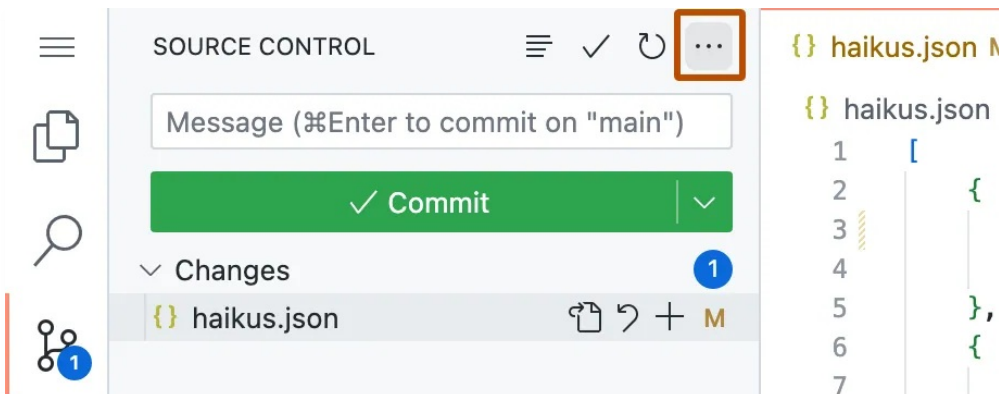 SOURCE CONTROL
Message (⌘Enter to commit on "main")
Commit
Changes
1
{} haikus.json
M
1
{} haikus.json
{} haikus.json
1 [
2 {
3
4
5 },
6 {
7